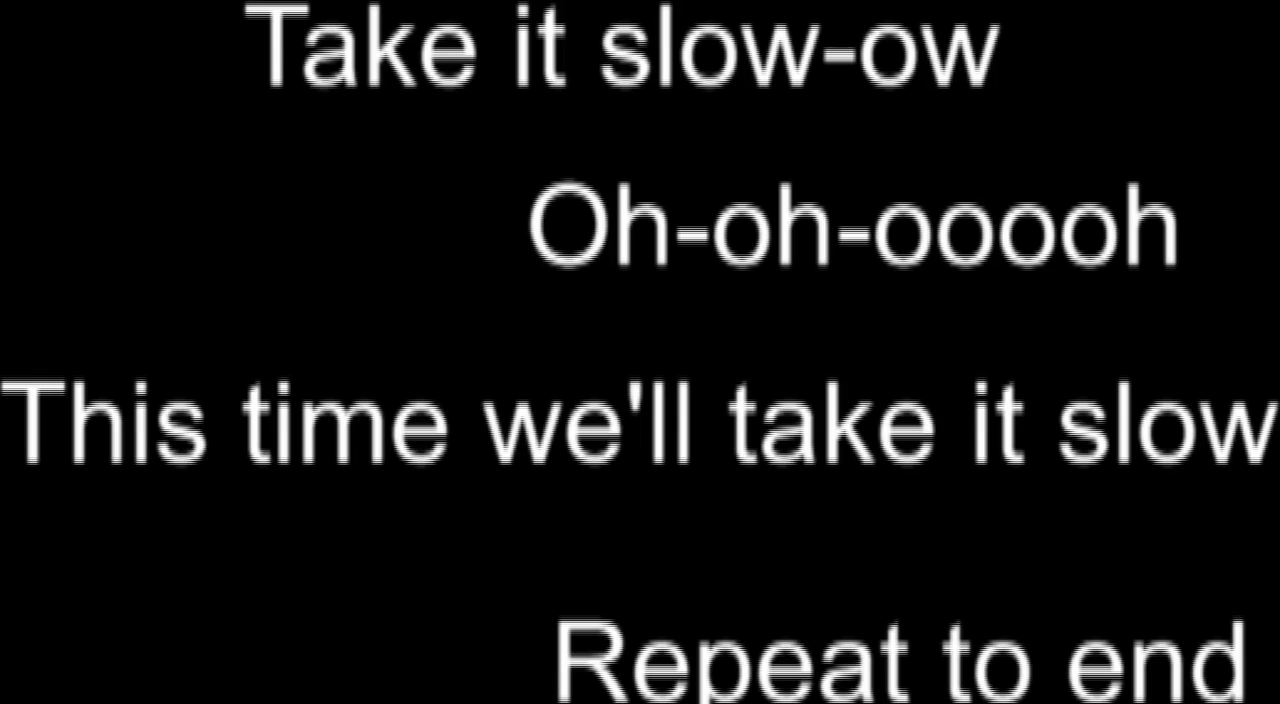 Take it slow-ow
Oh-oh-ooooh
This time we'll take it slow
Repeat to end